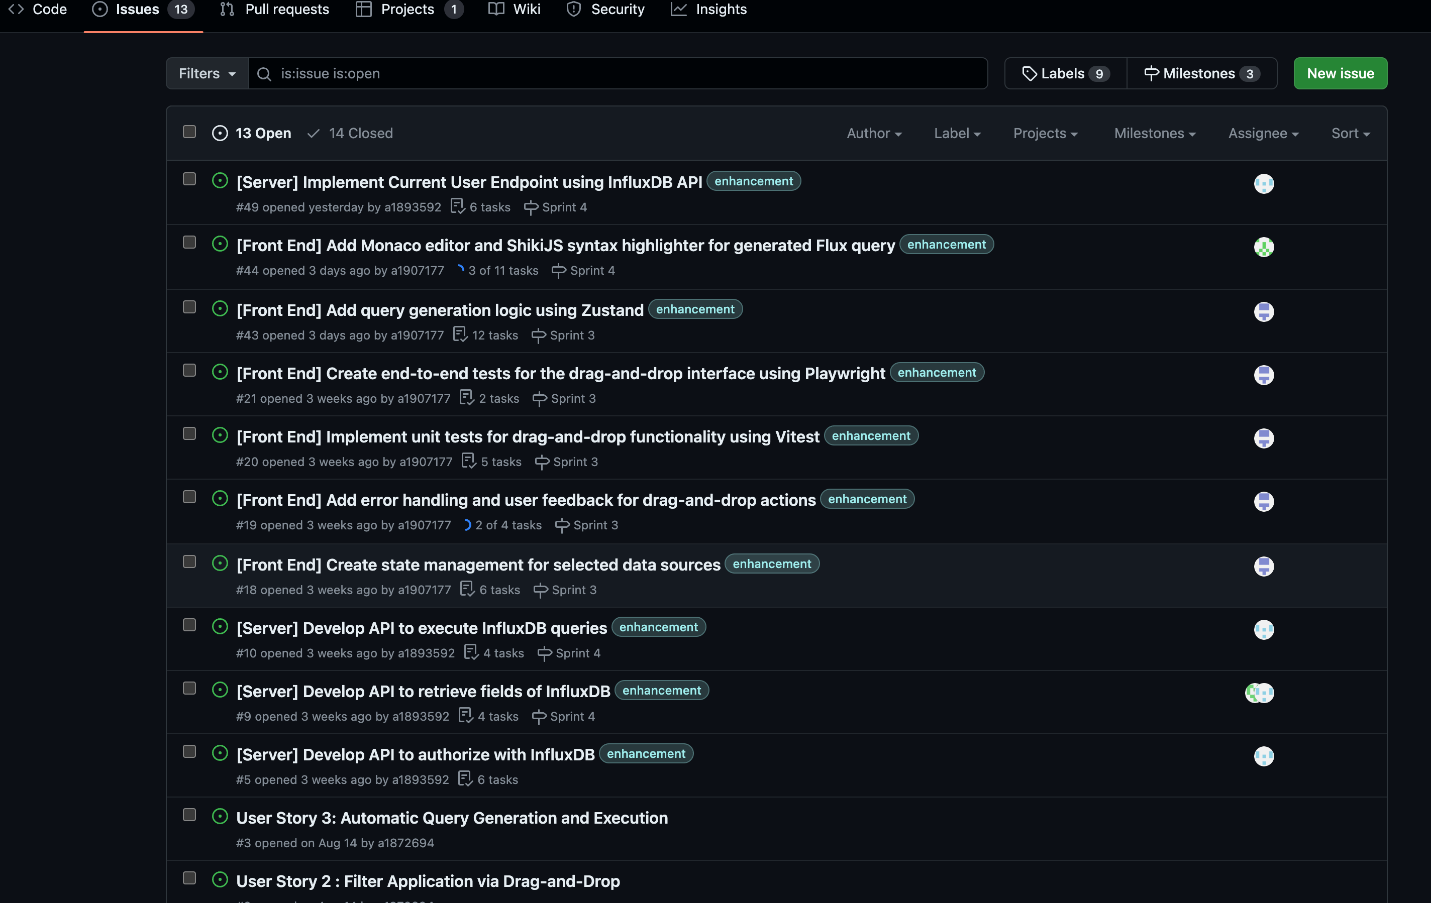 Code Issues 13 Pull requests Projects 1 Wiki Security Insights
Filters is:issue is:open Labels 9 Milestones 3 New issue
13 Open 14 Closed Author Label Projects Milestones Assignee Sort
[Server] Implement Current User Endpoint using InfluxDB API enhancement
#49 opened yesterday by a1893592 6 tasks Sprint 4
[Front End] Add Monaco editor and ShikiJS syntax highlighter for generated Flux query enhancement
#44 opened 3 days ago by a1907177 3 of 11 tasks Sprint 4
[Front End] Add query generation logic using Zustand enhancement
#43 opened 3 days ago by a1907177 12 tasks Sprint 3
[Front End] Create end-to-end tests for the drag-and-drop interface using Playwright enhancement
#21 opened 3 weeks ago by a1907177 2 tasks Sprint 3
[Front End] Implement unit tests for drag-and-drop functionality using Vitest enhancement
#20 opened 3 weeks ago by a1907177 5 tasks Sprint 3
[Front End] Add error handling and user feedback for drag-and-drop actions enhancement
#19 opened 3 weeks ago by a1907177 2 of 4 tasks Sprint 3
[Front End] Create state management for selected data sources enhancement
#18 opened 3 weeks ago by a1907177 6 tasks Sprint 3
[Server] Develop API to execute InfluxDB queries enhancement
#10 opened 3 weeks ago by a1893592 4 tasks Sprint 4
[Server] Develop API to retrieve fields of InfluxDB enhancement
#9 opened 3 weeks ago by a1893592 4 tasks Sprint 4
[Server] Develop API to authorize with InfluxDB enhancement
#5 opened 3 weeks ago by a1893592 6 tasks
User Story 3: Automatic Query Generation and Execution
#3 opened on Aug 14 by a1872694
User Story 2 : Filter Application via Drag-and-Drop